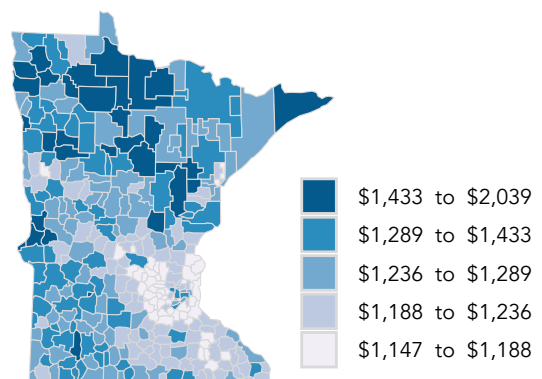 $1,433 to $2,039
$1,289 to $1,433
$1,236 to $1,289
$1,188 to $1,236
$1,147 to $1,188